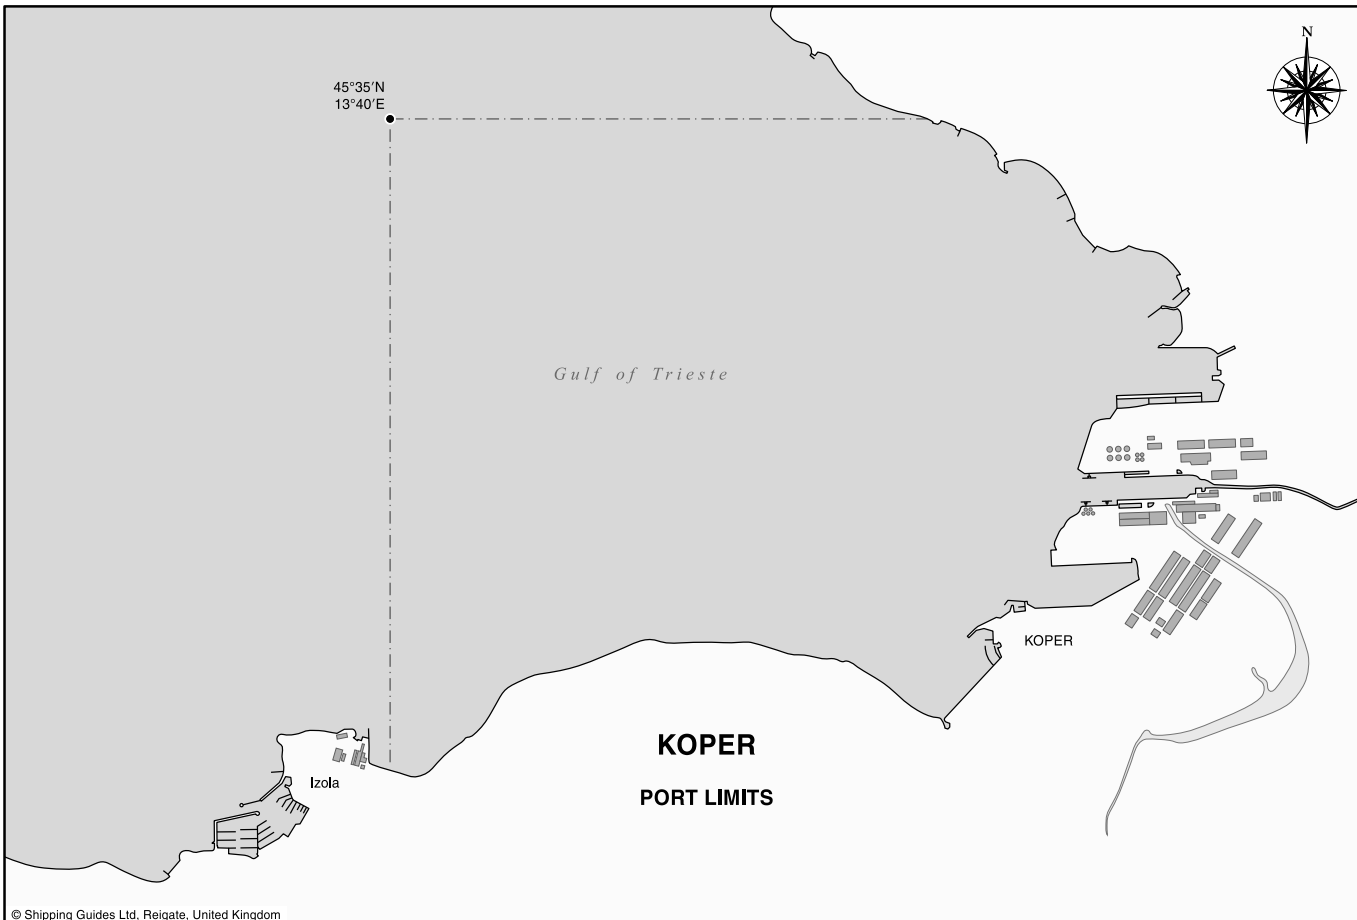 N
45°35′N
13°40′E
Gulf of Trieste
KOPER
KOPER
PORT LIMITS
Izola
© Shipping Guides Ltd, Reigate, United Kingdom